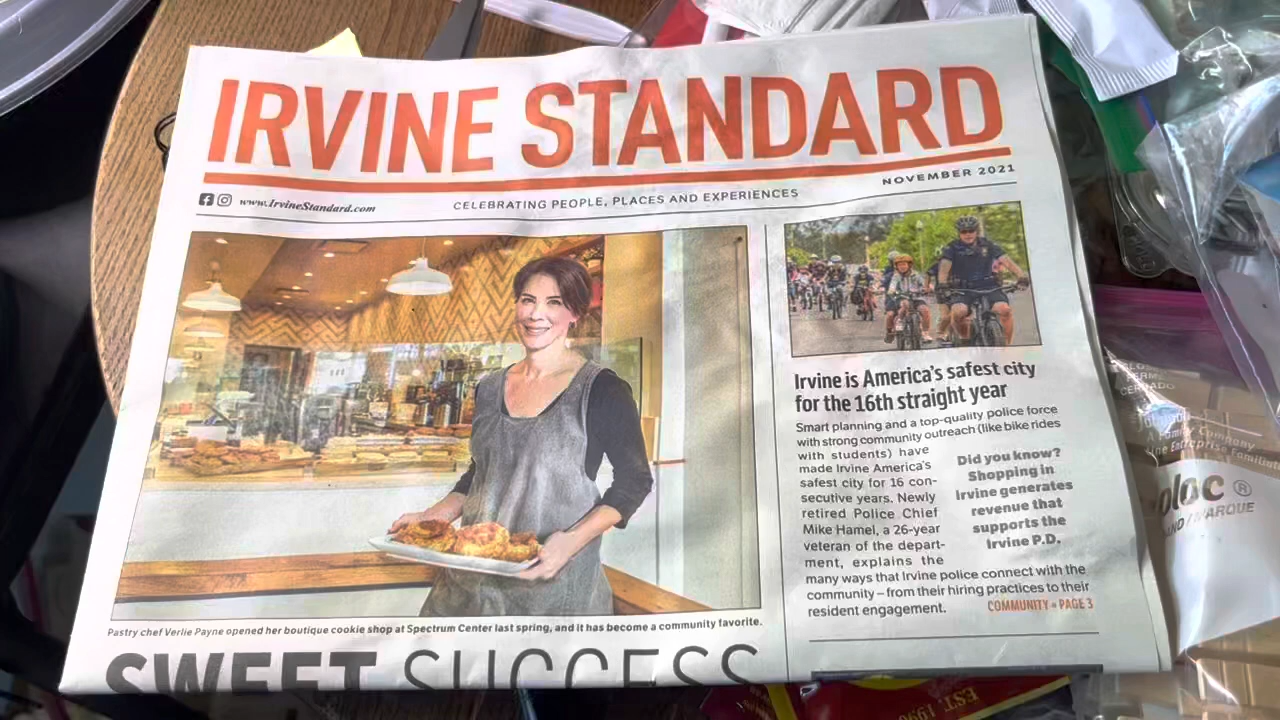 IRVINE STANDARD
NOVEMBER 2021
www.IrvineStandard.com
CELEBRATING PEOPLE, PLACES AND EXPERIENCES
Pastry chef Verlie Payne opened her boutique cookie shop at Spectrum Center last spring, and it has become a community favorite.
SWEET SUCCESS
Irvine is America's safest city
for the 16th straight year
Smart planning and a top-quality police force
with strong community outreach (like bike rides
with students) have
made Irvine America's
safest city for 16 con-
secutive years. Newly
retired Police Chief
Mike Hamel, a 26-year
veteran of the depart-
ment, explains the
many ways that Irvine police connect with the
community – from their hiring practices to their
resident engagement.
COMMUNITY • PAGE 3
Did you know?
Shopping in
Irvine generates
revenue that
supports the
Irvine P.D.
A Family Company
ploc ®
ND / MARQUE
EST. 199